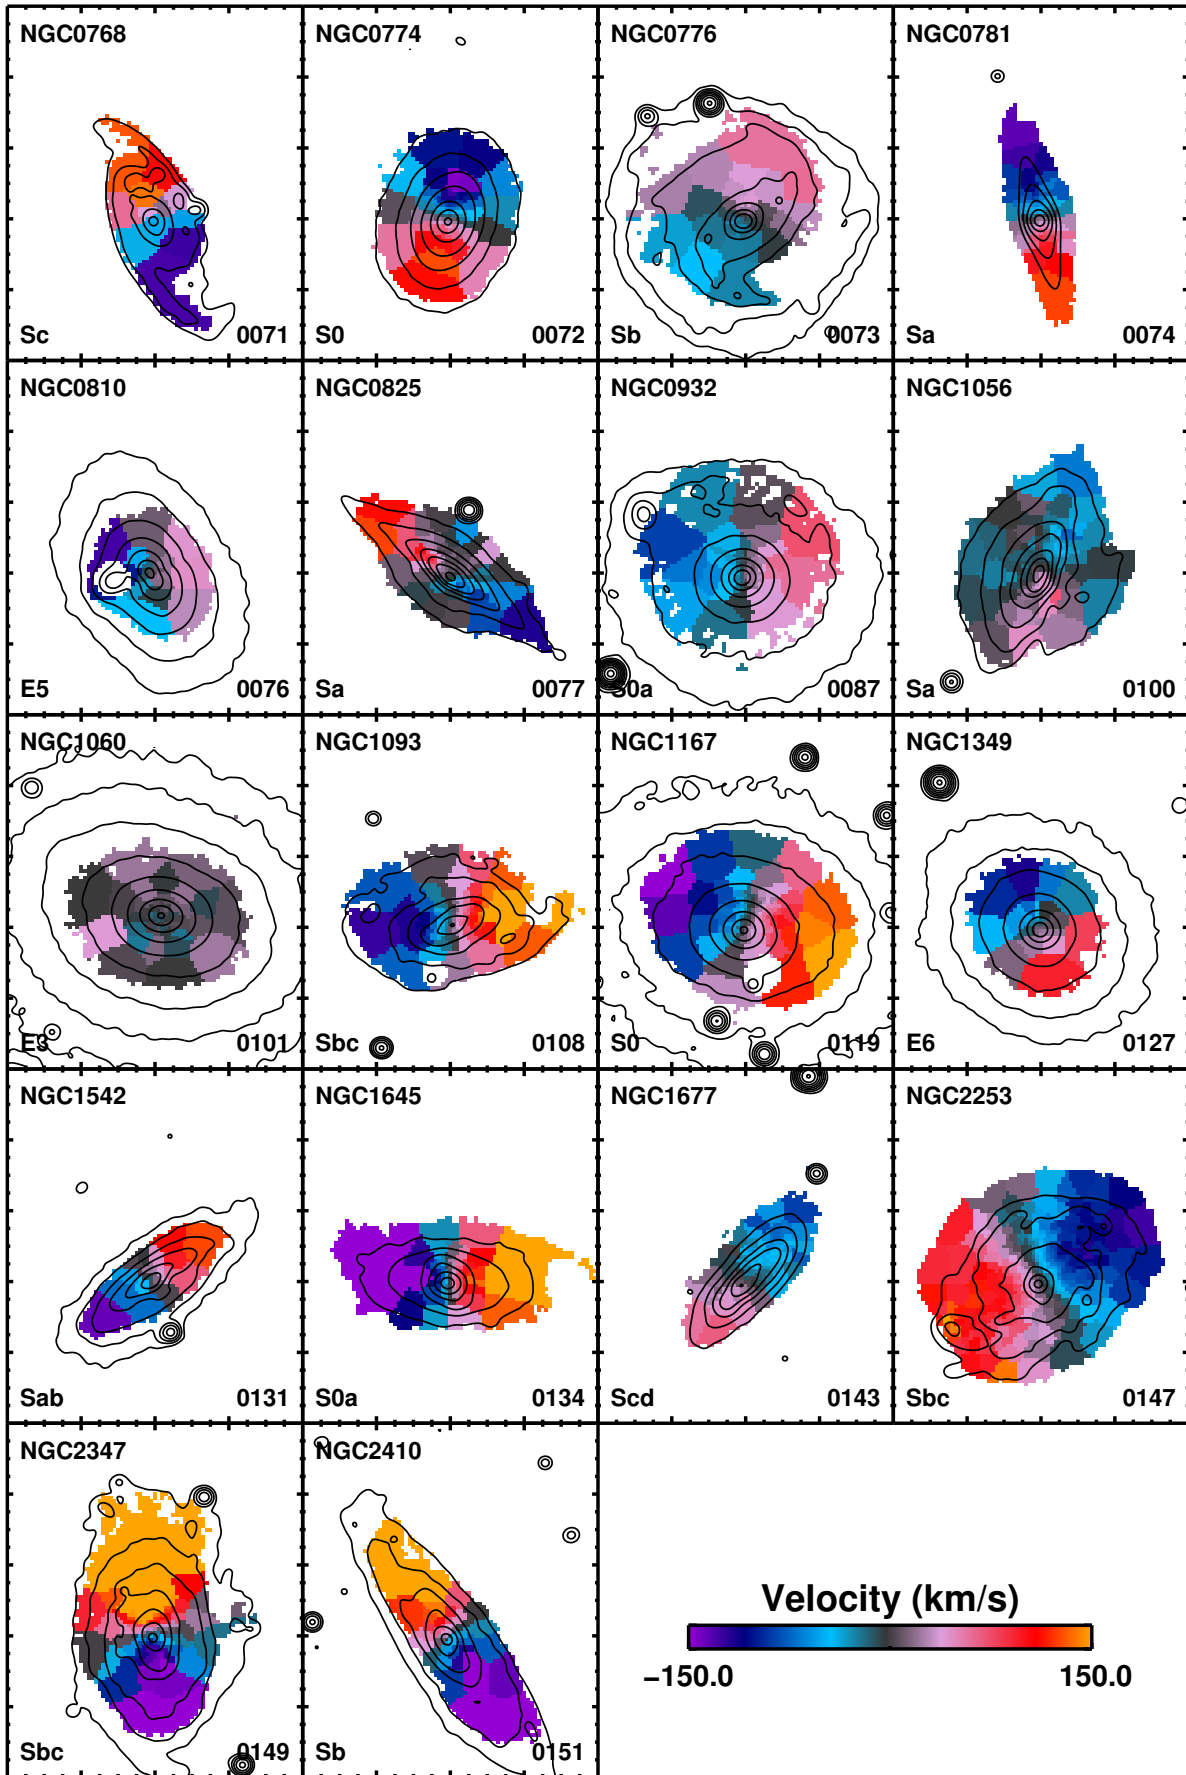 NGC0768 NGC0774 NGC0776 NGC0781
Sc 0071 S0 0072 Sb 0073 Sa 0074
NGC0810 NGC0825 NGC0932 NGC1056
E5 0076 Sa 0077 S0a 0087 Sa 0100
NGC1060 NGC1093 NGC1167 NGC1349
E3 0101 Sbc 0108 S0 0119 E6 0127
NGC1542 NGC1645 NGC1677 NGC2253
Sab 0131 S0a 0134 Scd 0143 Sbc 0147
NGC2347 NGC2410
Velocity (km/s)
−150.0 150.0
Sbc 0149 Sb 0151